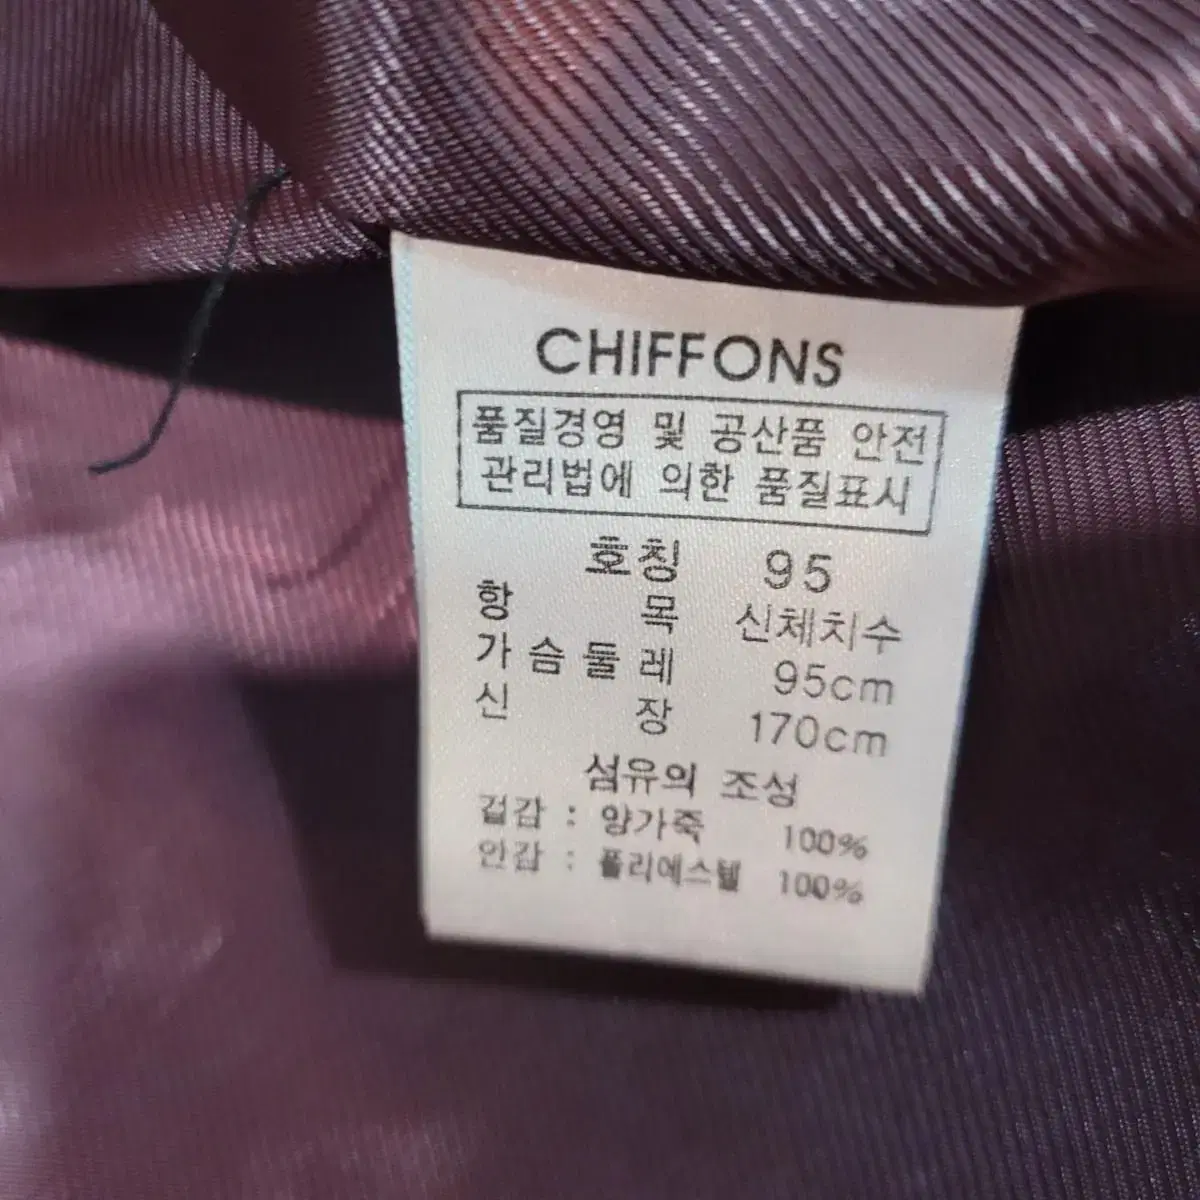 CHIFFONS
품질경영 및 공산품 안전
관리법에 의한 품질표시
호칭 95
항 목 신체치수
가슴둘레 95cm
신 장 170cm
섬유의 조성
겉감 : 양가죽 100%
안감 : 폴리에스텔 100%